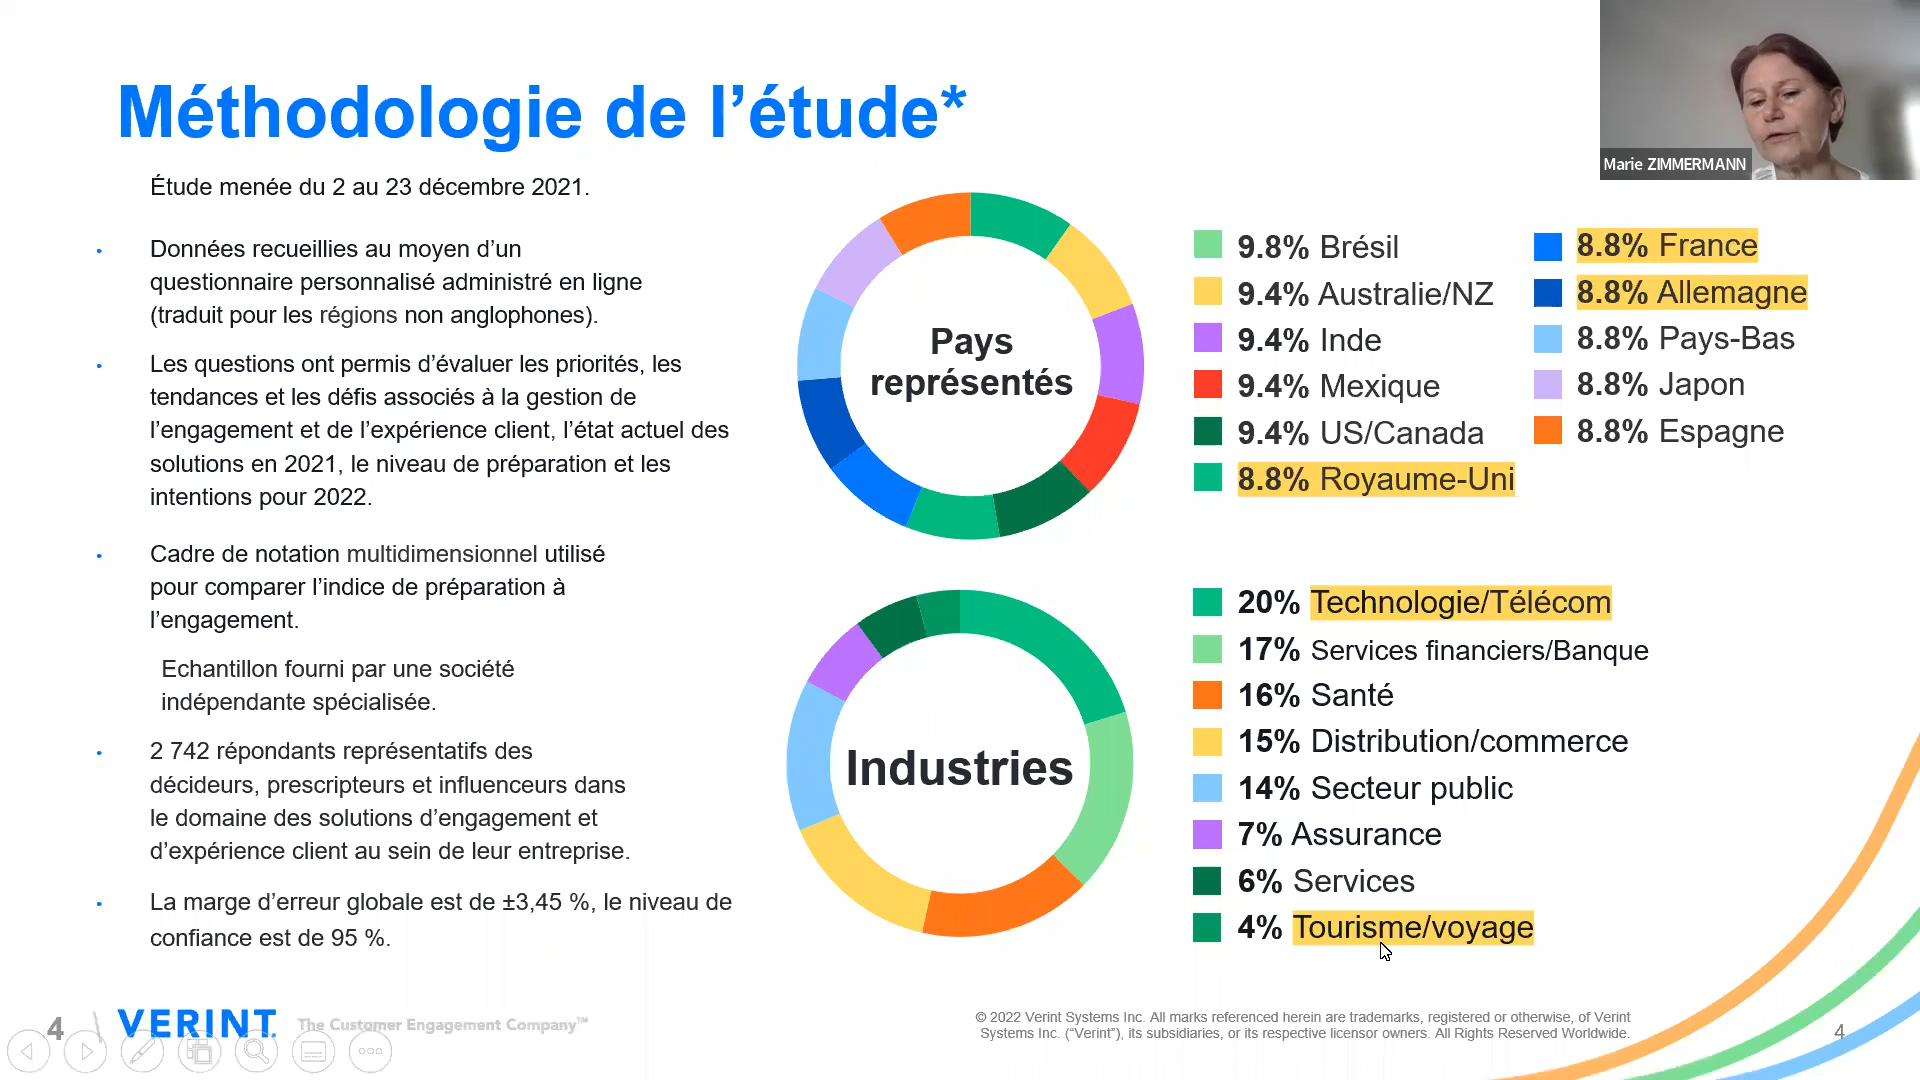 Méthodologie de l’étude*
Marie ZIMMERMANN
Étude menée du 2 au 23 décembre 2021.
• Données recueillies au moyen d’un
questionnaire personnalisé administré en ligne
(traduit pour les régions non anglophones).
• Les questions ont permis d’évaluer les priorités, les
tendances et les défis associés à la gestion de
l’engagement et de l’expérience client, l’état actuel des
solutions en 2021, le niveau de préparation et les
intentions pour 2022.
• Cadre de notation multidimensionnel utilisé
pour comparer l’indice de préparation à
l’engagement.
Echantillon fourni par une société
indépendante spécialisée.
• 2 742 répondants représentatifs des
décideurs, prescripteurs et influenceurs dans
le domaine des solutions d’engagement et
d’expérience client au sein de leur entreprise.
• La marge d’erreur globale est de ±3,45 %, le niveau de
confiance est de 95 %.
Pays
représentés
9.8% Brésil
9.4% Australie/NZ
9.4% Inde
9.4% Mexique
9.4% US/Canada
8.8% Royaume-Uni
8.8% France
8.8% Allemagne
8.8% Pays-Bas
8.8% Japon
8.8% Espagne
Industries
20% Technologie/Télécom
17% Services financiers/Banque
16% Santé
15% Distribution/commerce
14% Secteur public
7% Assurance
6% Services
4% Tourisme/voyage
4
VERINT.
The Customer Engagement Company™
© 2022 Verint Systems Inc. All marks referenced herein are trademarks, registered or otherwise, of Verint
Systems Inc. (“Verint”), its subsidiaries, or its respective licensor owners. All Rights Reserved Worldwide.
4